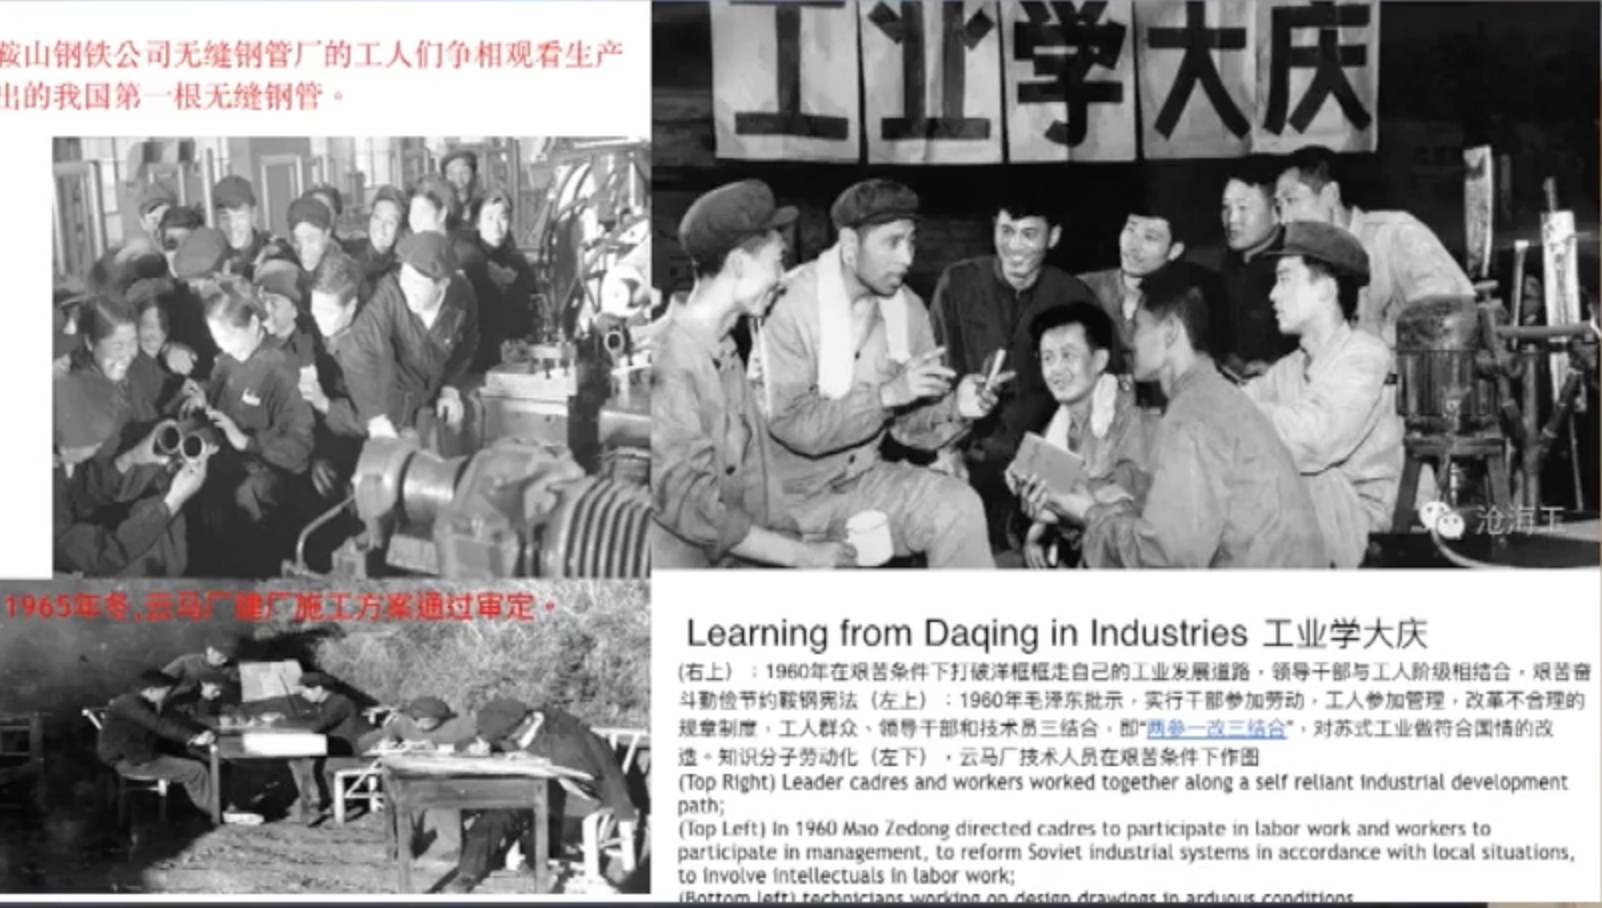 鞍山钢铁公司无缝钢管厂的工人们争相观看生产
出的我国第一根无缝钢管。
工业学大庆
沧海玉
1965年冬,云马厂建厂施工方案通过审定。
Learning from Daqing in Industries 工业学大庆
(右上）：1960年在艰苦条件下打破洋框框走自己的工业发展道路，领导干部与工人阶级相结合，艰苦奋
斗勤俭节约鞍钢宪法（左上）：1960年毛泽东批示，实行干部参加劳动，工人参加管理，改革不合理的
规章制度，工人群众、领导干部和技术员三结合，即“两参一改三结合”，对苏式工业做符合国情的改
造。知识分子劳动化（左下），云马厂技术人员在艰苦条件下作图
(Top Right) Leader cadres and workers worked together along a self reliant industrial development
path;
(Top Left) In 1960 Mao Zedong directed cadres to participate in labor work and workers to
participate in management, to reform Soviet industrial systems in accordance with local situations,
to involve intellectuals in labor work;
(Bottom left) technicians working on design drawings in arduous conditions